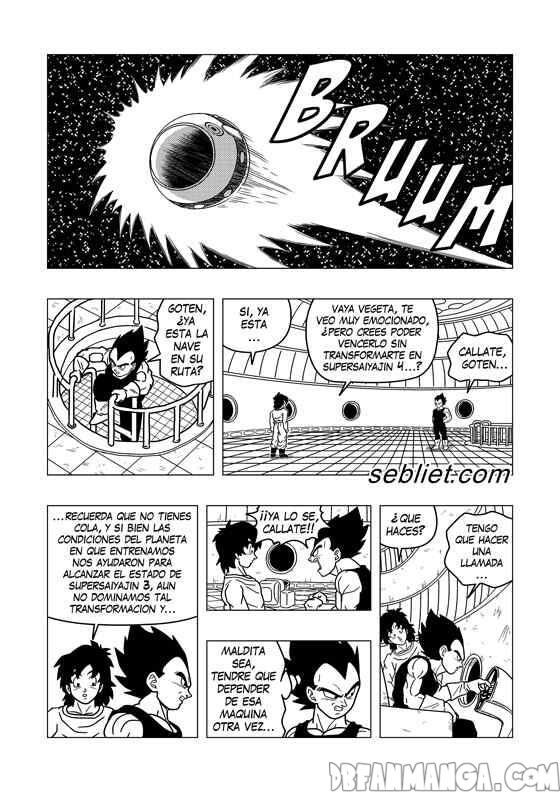 BRUUM
GOTEN,
¿YA
ESTA LA
NAVE
EN SU
RUTA?
SI, YA
ESTA
...
VAYA VEGETA, TE
VEO MUY EMOCIONADO,
¿PERO CREES PODER
VENCERLO SIN
TRANSFORMARTE EN
SUPERSAIYAJIN 4...?
CALLATE,
GOTEN...
sebliet.com
...RECUERDA QUE NO TIENES
COLA, Y SI BIEN LAS
CONDICIONES DEL PLANETA
EN QUE ENTRENAMOS
NOS AYUDARON PARA
ALCANZAR EL ESTADO DE
SUPERSAIYAJIN 3, AUN
NO DOMINAMOS TAL
TRANSFORMACION Y...
¡¡YA LO SE,
CALLATE!!
MALDITA
SEA,
TENDRE QUE
DEPENDER
DE ESA
MAQUINA
OTRA VEZ...
¿QUE
HACES?
TENGO
QUE HACER
UNA
LLAMADA
...
DBFANMANGA.COM